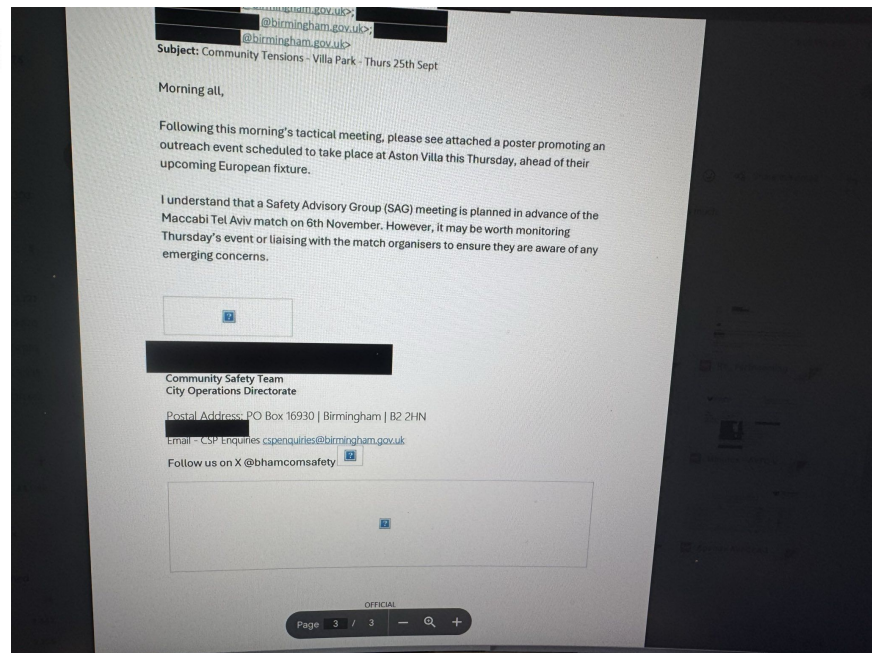 @birmingham.gov.uk>;
@birmingham.gov.uk>;
@birmingham.gov.uk>
Subject: Community Tensions - Villa Park - Thurs 25th Sept
Morning all,
Following this morning's tactical meeting, please see attached a poster promoting an
outreach event scheduled to take place at Aston Villa this Thursday, ahead of their
upcoming European fixture.
I understand that a Safety Advisory Group (SAG) meeting is planned in advance of the
Maccabi Tel Aviv match on 6th November. However, it may be worth monitoring
Thursday's event or liaising with the match organisers to ensure they are aware of any
emerging concerns.
Community Safety Team
City Operations Directorate
Postal Address: PO Box 16930 | Birmingham | B2 2HN
Email - CSP Enquiries cspenquiries@birmingham.gov.uk
Follow us on X @bhamcomsafety
OFFICIAL
Page 3 / 3